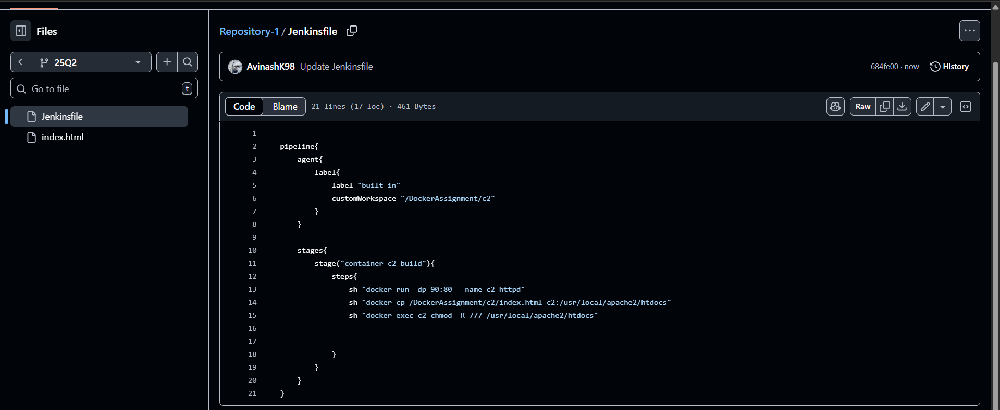 Files
25Q2
Go to file t
Jenkinsfile
index.html
Repository-1 / Jenkinsfile
AvinashK98 Update Jenkinsfile 684fe00 · now History
Code Blame 21 lines (17 loc) · 461 Bytes Raw
1
2 pipeline{
3     agent{
4         label{
5             label "built-in"
6             customWorkspace "/DockerAssignment/c2"
7         }
8     }
9
10     stages{
11         stage("container c2 build"){
12             steps{
13                 sh "docker run -dp 90:80 --name c2 httpd"
14                 sh "docker cp /DockerAssignment/c2/index.html c2:/usr/local/apache2/htdocs"
15                 sh "docker exec c2 chmod -R 777 /usr/local/apache2/htdocs"
16
17
18             }
19         }
20     }
21 }